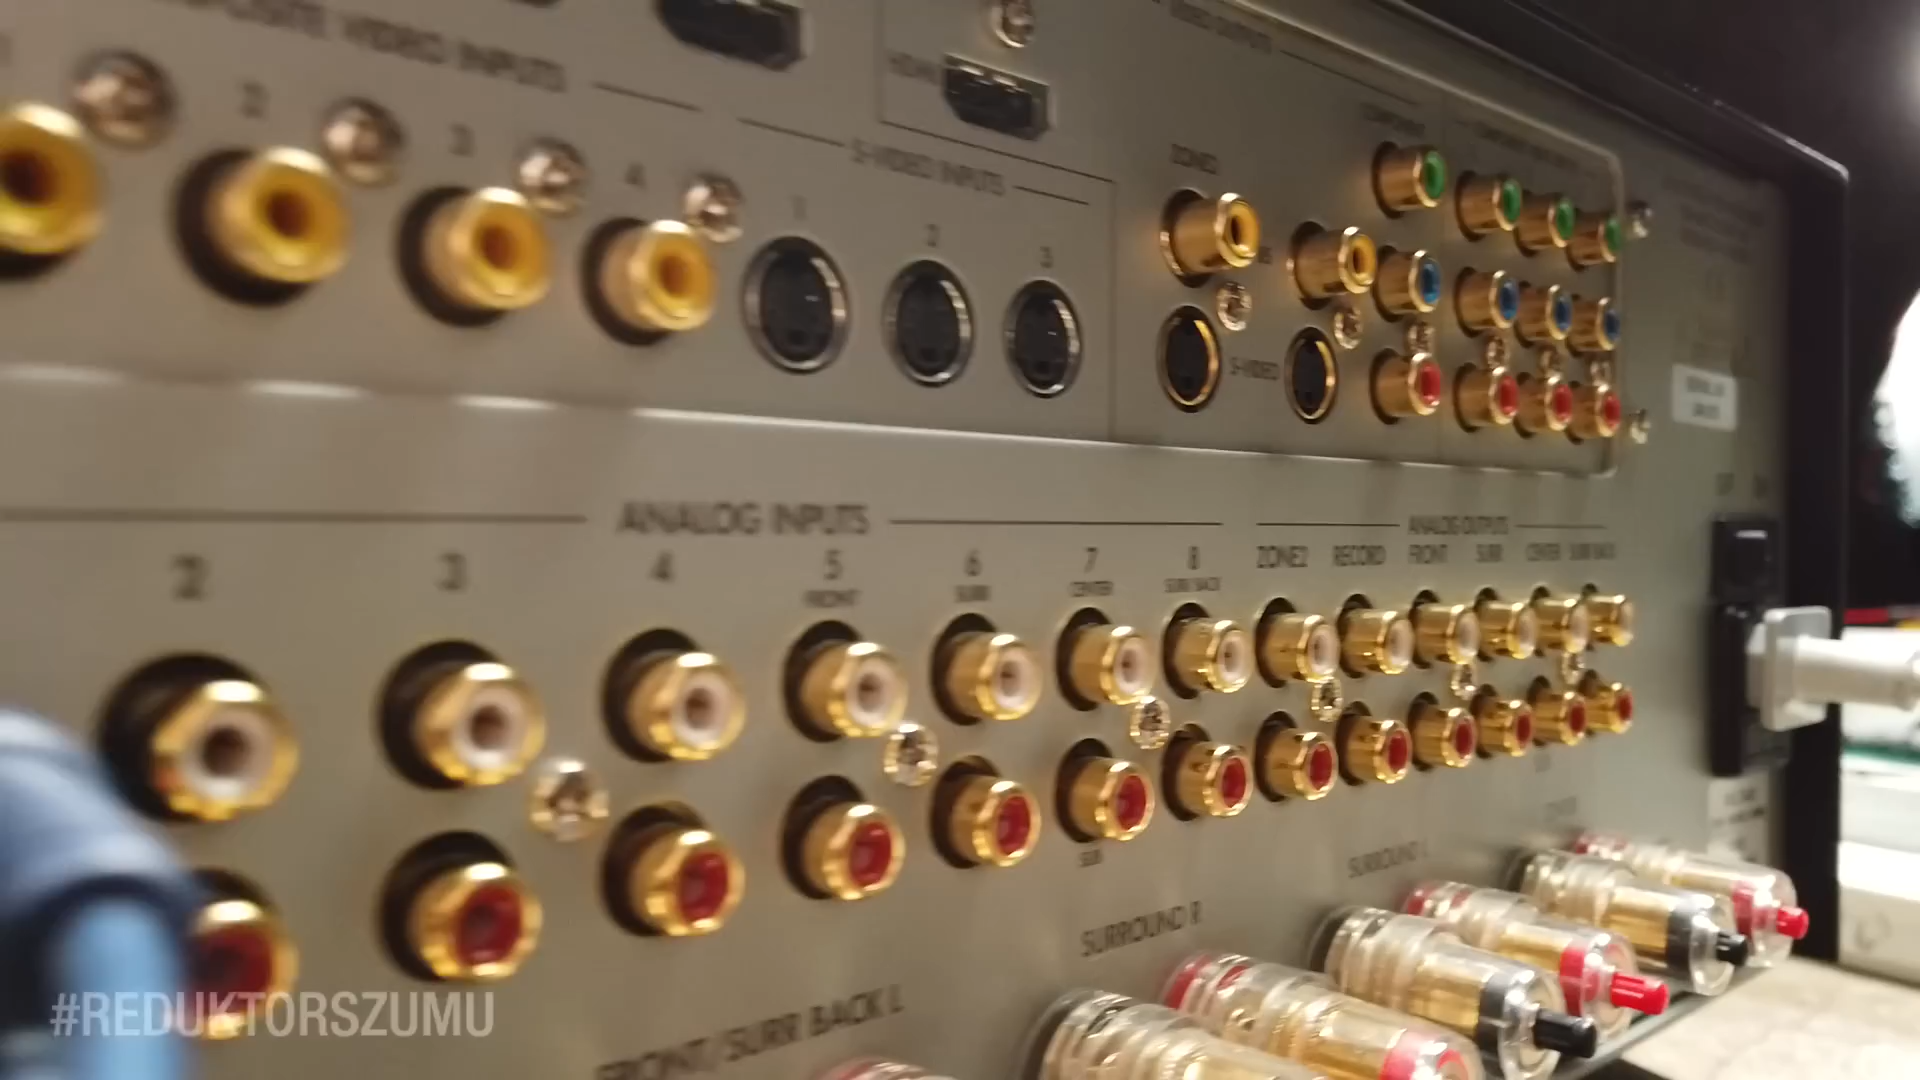 VIDEO INPUTS
2
3
4
HDMI
S-VIDEO INPUTS
1
2
3
ZONE2
S-VIDEO
ANALOG INPUTS
ANALOG OUTPUTS
2
3
4
5
6
7
8
ZONE2
RECORD
FRONT
SURR
CENTER
SURR BACK
FRONT
SURR
CENTER
SURR BACK
SUB
SURROUND L
SURROUND R
FRONT/SURR BACK L
#REDUKTORSZUMU